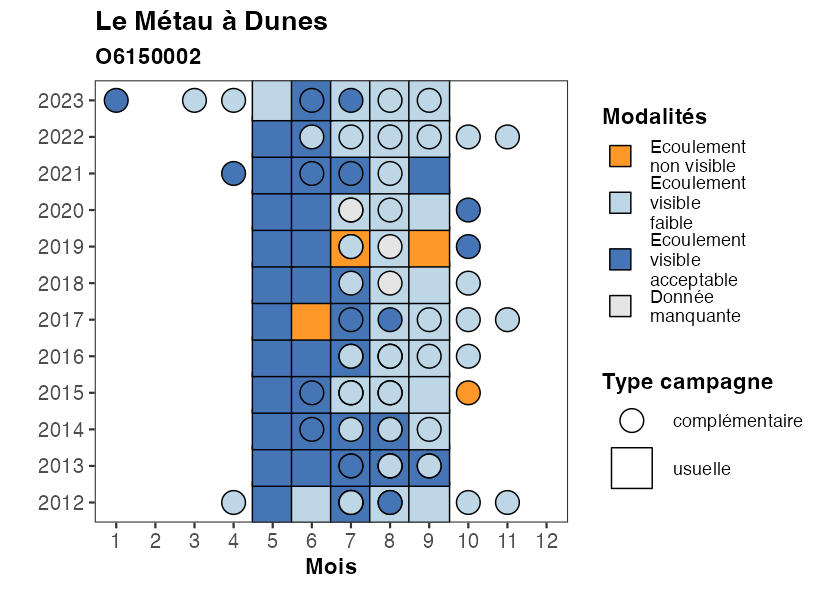 Le Métau à Dunes
O6150002
2023
2022
2021
2020
2019
2018
2017
2016
2015
2014
2013
2012
1 2 3 4 5 6 7 8 9 10 11 12
Mois
Modalités
Ecoulement
non visible
Ecoulement
visible
faible
Ecoulement
visible
acceptable
Donnée
manquante
Type campagne
complémentaire
usuelle